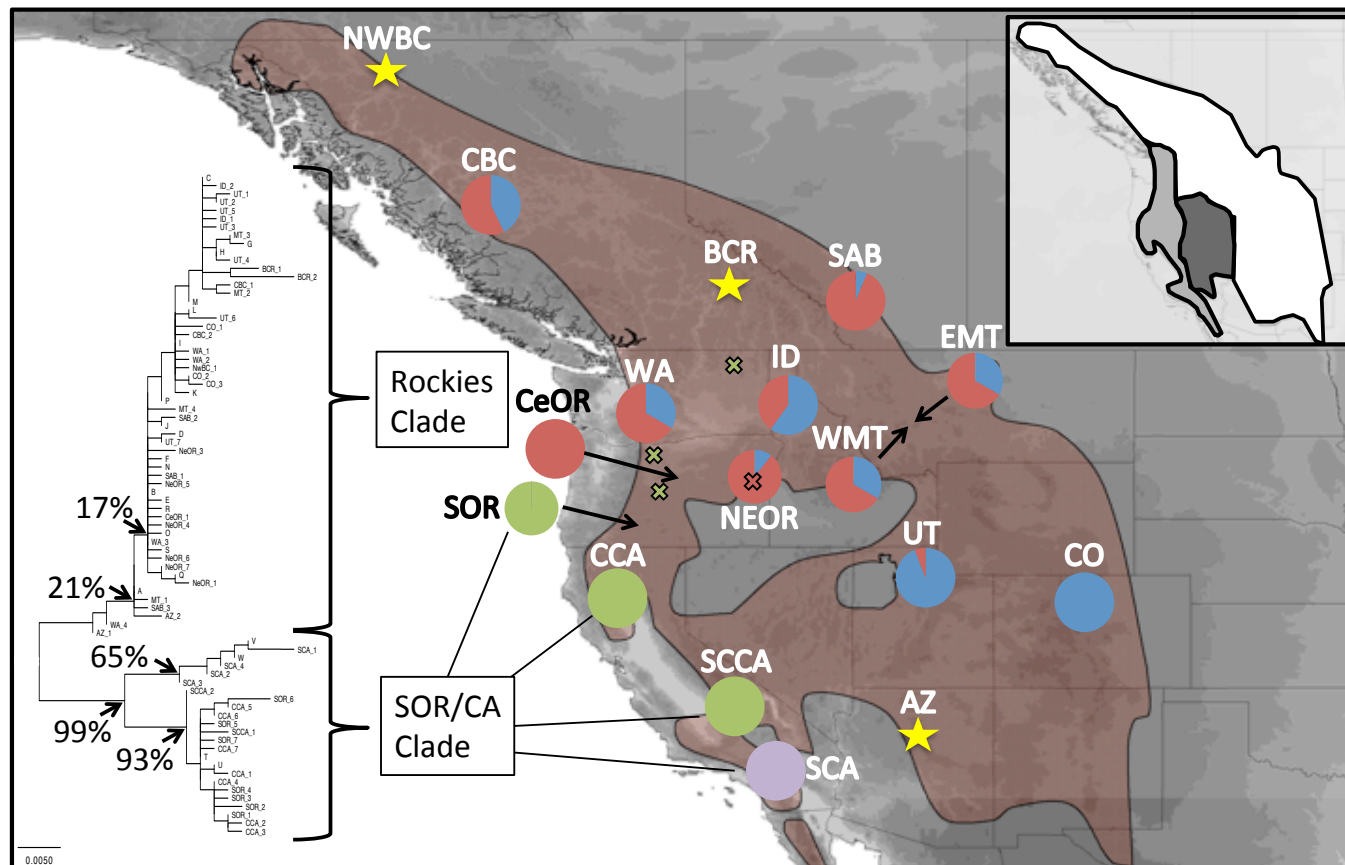 NWBC
CBC
BCR
SAB
EMT
WA
ID
CeOR
WMT
SOR
NEOR
UT
CO
CCA
SCCA
AZ
SCA
Rockies
Clade
SOR/CA
Clade
17%
21%
65%
99%
93%
C
ID_2
UT_1
UT_2
UT_5
ID_1
UT_3
MT_3
G
H
UT_4
BCR_1
BCR_2
CBC_1
MT_2
M
L
UT_6
CO_1
CBC_2
I
WA_1
WA_2
NwBC_1
CO_2
CO_3
K
P
MT_4
SAB_2
J
D
UT_7
NeOR_3
F
N
SAB_1
NeOR_5
B
E
R
CeOR_1
NeOR_4
O
WA_3
S
NeOR_6
NeOR_7
Q
NeOR_1
A
MT_1
SAB_3
AZ_2
WA_4
AZ_1
V
SCA_1
W
SCA_4
SCA_2
SCA_3
SCCA_2
SOR_6
CCA_5
CCA_6
SOR_5
SCCA_1
SOR_7
CCA_7
T
U
CCA_1
CCA_4
SOR_4
SOR_3
SOR_2
SOR_1
CCA_2
CCA_3
0.0050